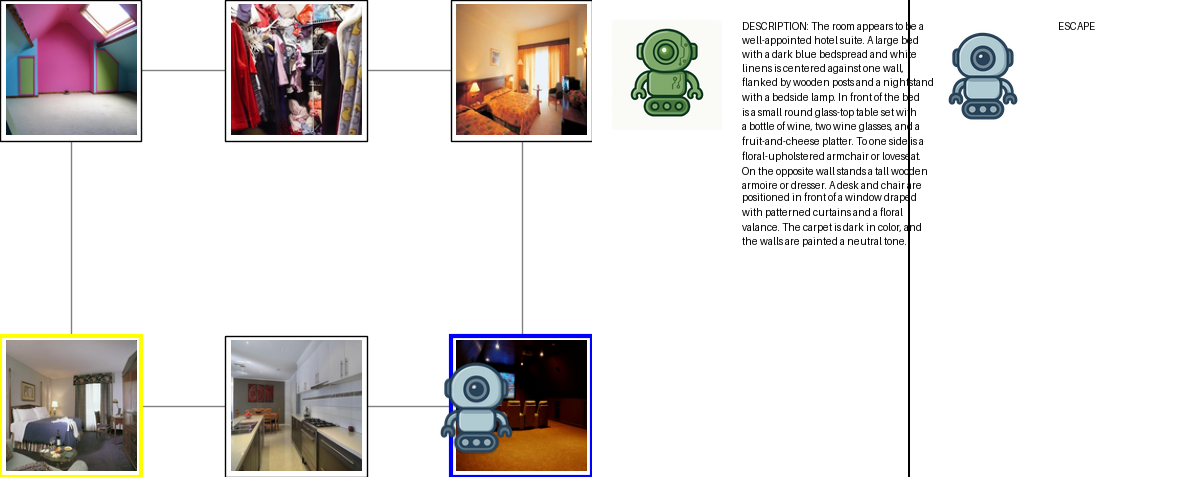 DESCRIPTION: The room appears to be a
well-appointed hotel suite. A large bed
with a dark blue bedspread and white
linens is centered against one wall,
flanked by wooden posts and a nightstand
with a bedside lamp. In front of the bed
is a small round glass-top table set with
a bottle of wine, two wine glasses, and a
fruit-and-cheese platter. To one side is a
floral-upholstered armchair or loveseat.
On the opposite wall stands a tall wooden
armoire or dresser. A desk and chair are
positioned in front of a window draped
with patterned curtains and a floral
valance. The carpet is dark in color, and
the walls are painted a neutral tone.
ESCAPE